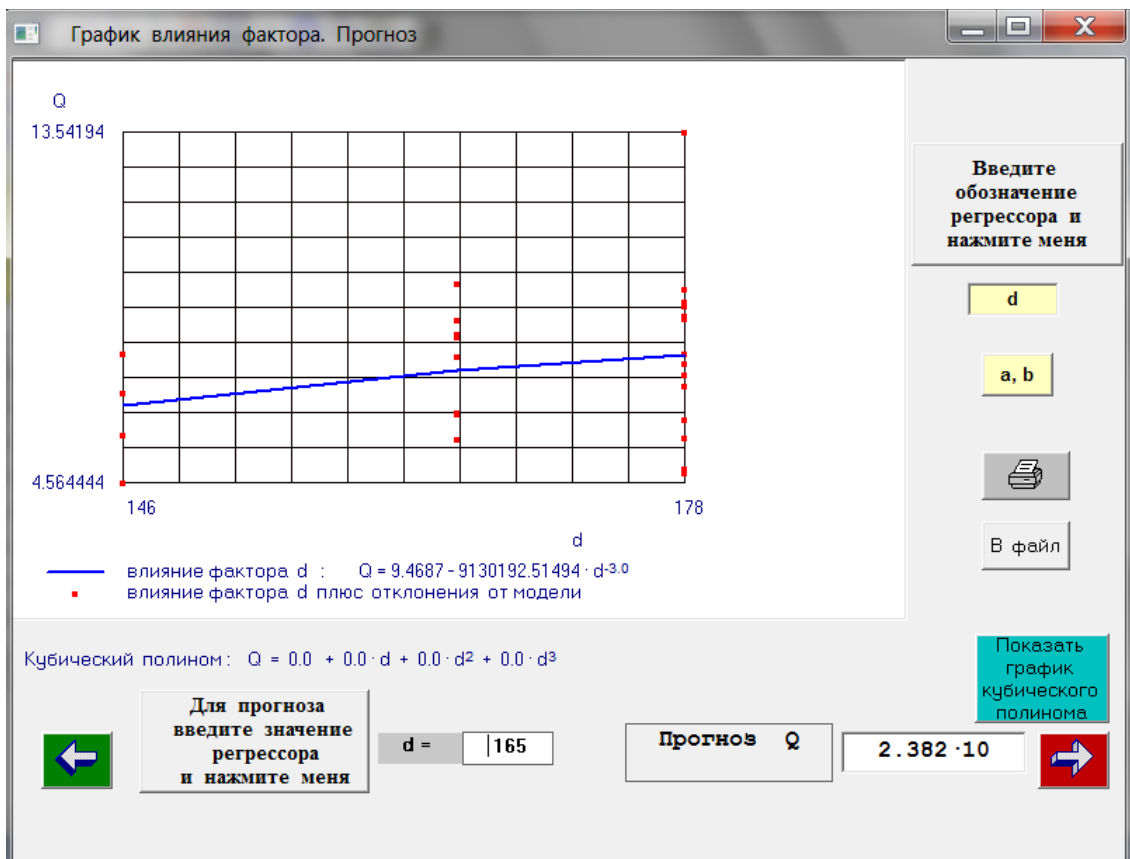 График влияния фактора. Прогноз
Q
13.54194
4.564444
146
178
d
влияние фактора d : Q = 9.4687 - 9130192.51494 · d-3.0
влияние фактора d плюс отклонения от модели
Введите
обозначение
регрессора и
нажмите меня
d
a, b
В файл
Кубический полином: Q = 0.0 + 0.0 · d + 0.0 · d2 + 0.0 · d3
Показать
график
кубического
полинома
Для прогноза
введите значение
регрессора
и нажмите меня
d =
165
Прогноз Q
2.382 ·10